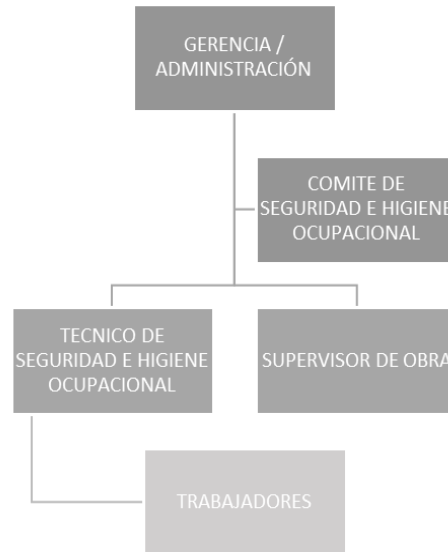 GERENCIA /
ADMINISTRACIÓN
COMITE DE
SEGURIDAD E HIGIENE
OCUPACIONAL
TECNICO DE
SEGURIDAD E HIGIENE
OCUPACIONAL
SUPERVISOR DE OBRA
TRABAJADORES